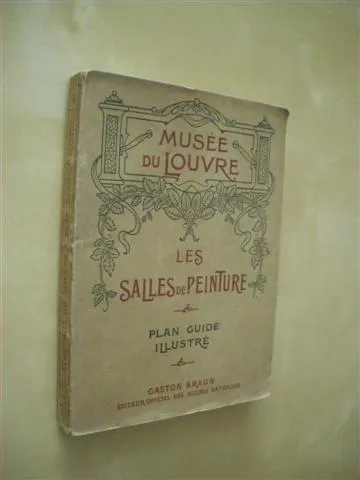 MUSÉE
DU LOUVRE
LES
SALLES DE PEINTURE
PLAN GUIDE
ILLUSTRÉ
GASTON BRAUN
ÉDITEUR OFFICIEL DES MUSÉES NATIONAUX